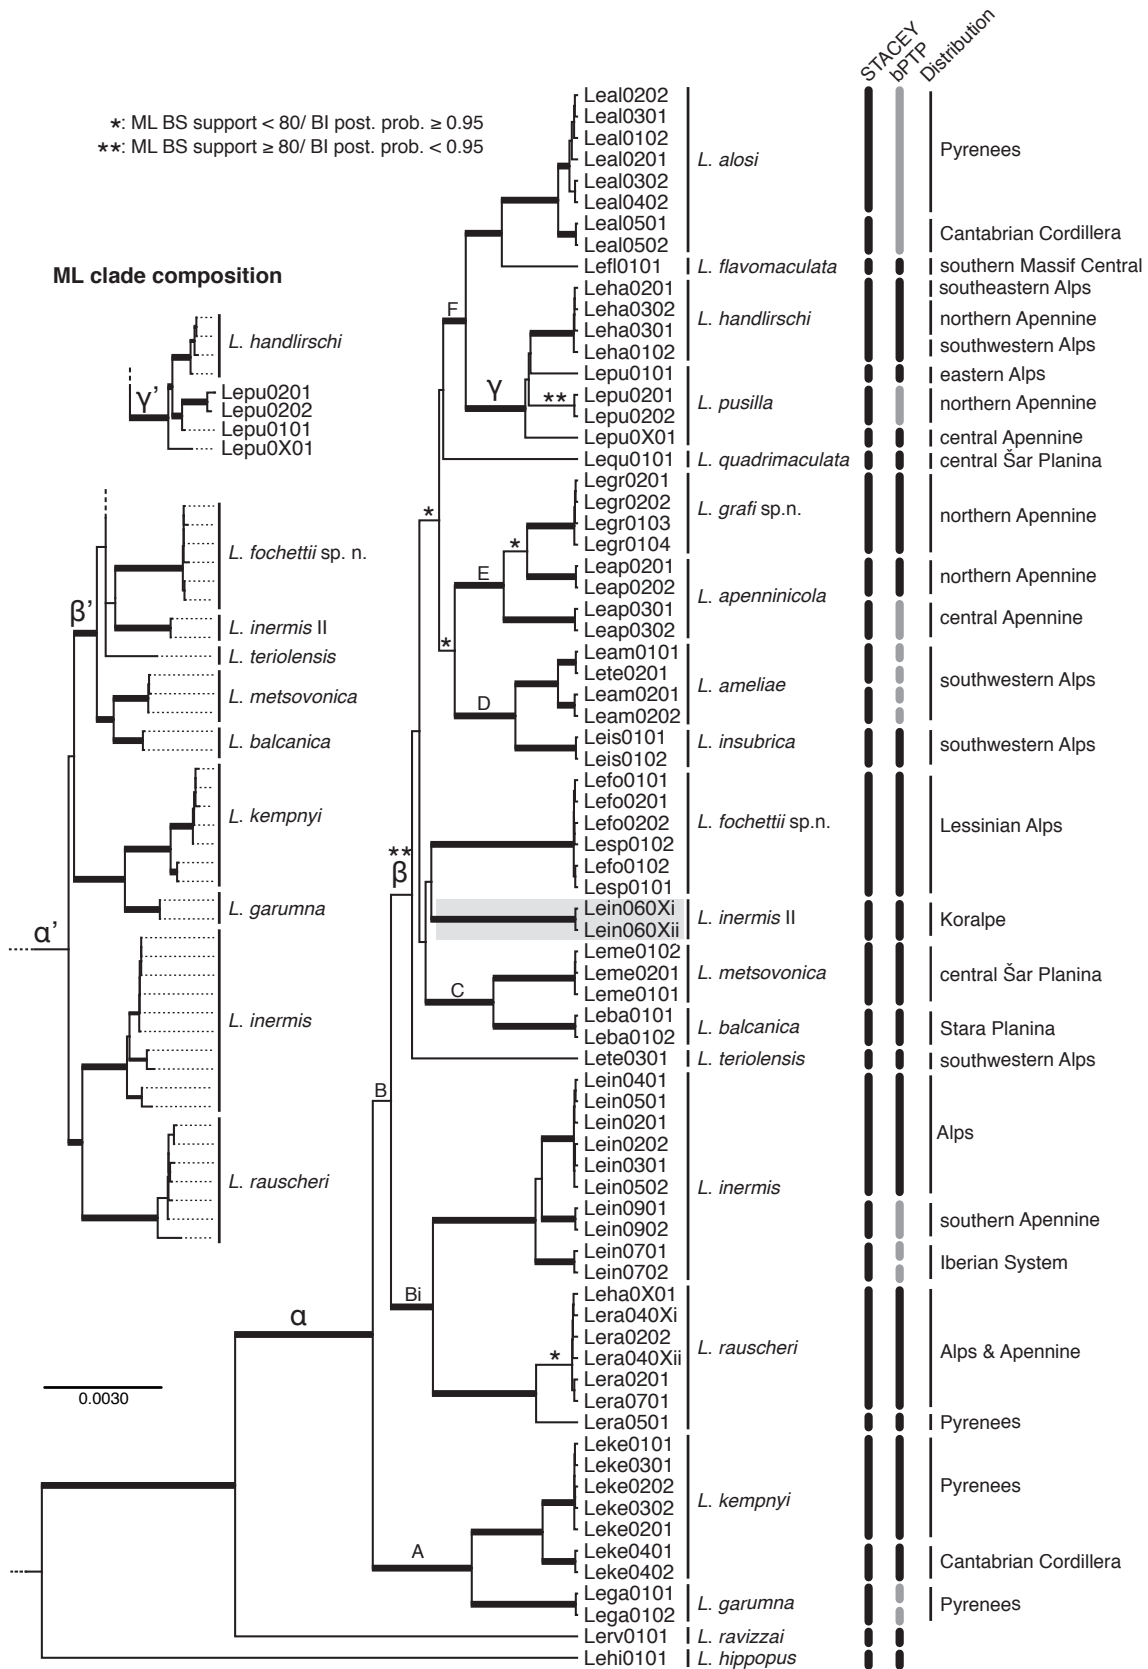 STACEY
bPTP
Distribution
*: ML BS support < 80/ BI post. prob. ≥ 0.95
**: ML BS support ≥ 80/ BI post. prob. < 0.95
ML clade composition
γ’
L. handlirschi
Lepu0201
Lepu0202
Lepu0101
Lepu0X01
α’
β’
L. fochettii sp. n.
L. inermis II
L. teriolensis
L. metsovonica
L. balcanica
L. kempnyi
L. garumna
L. inermis
L. rauscheri
0.0030
α
β
**
γ
**
A
B
Bi
C
D
E
F
*
*
*
*
Leal0202
Leal0301
Leal0102
Leal0201
Leal0302
Leal0402
Leal0501
Leal0502
Lefl0101
Leha0201
Leha0302
Leha0301
Leha0102
Lepu0101
Lepu0201
Lepu0202
Lepu0X01
Lequ0101
Legr0201
Legr0202
Legr0103
Legr0104
Leap0201
Leap0202
Leap0301
Leap0302
Leam0101
Lete0201
Leam0201
Leam0202
Leis0101
Leis0102
Lefo0101
Lefo0201
Lefo0202
Lesp0102
Lefo0102
Lesp0101
Lein060Xi
Lein060Xii
Leme0102
Leme0201
Leme0101
Leba0101
Leba0102
Lete0301
Lein0401
Lein0501
Lein0201
Lein0202
Lein0301
Lein0502
Lein0901
Lein0902
Lein0701
Lein0702
Leha0X01
Lera040Xi
Lera0202
Lera040Xii
Lera0201
Lera0701
Lera0501
Leke0101
Leke0301
Leke0202
Leke0302
Leke0201
Leke0401
Leke0402
Lega0101
Lega0102
Lerv0101
Lehi0101
L. alosi
L. flavomaculata
L. handlirschi
L. pusilla
L. quadrimaculata
L. grafi sp.n.
L. apenninicola
L. ameliae
L. insubrica
L. fochettii sp.n.
L. inermis II
L. metsovonica
L. balcanica
L. teriolensis
L. inermis
L. rauscheri
L. kempnyi
L. garumna
L. ravizzai
L. hippopus
Pyrenees
Cantabrian Cordillera
southern Massif Central
southeastern Alps
northern Apennine
southwestern Alps
eastern Alps
northern Apennine
central Apennine
central Šar Planina
northern Apennine
northern Apennine
central Apennine
southwestern Alps
southwestern Alps
Lessinian Alps
Koralpe
central Šar Planina
Stara Planina
southwestern Alps
Alps
southern Apennine
Iberian System
Alps & Apennine
Pyrenees
Pyrenees
Cantabrian Cordillera
Pyrenees